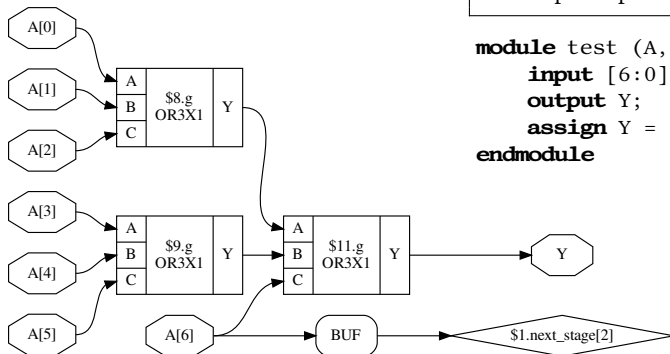 A[0]
A[1]
A[2]
A
B
C
$8.g
OR3X1
Y
A[3]
A[4]
A[5]
A
B
C
$9.g
OR3X1
Y
A[6]
A
B
C
$11.g
OR3X1
Y
Y
BUF
$1.next_stage[2]
module test (A,
input [6:0]
output Y;
assign Y =
endmodule